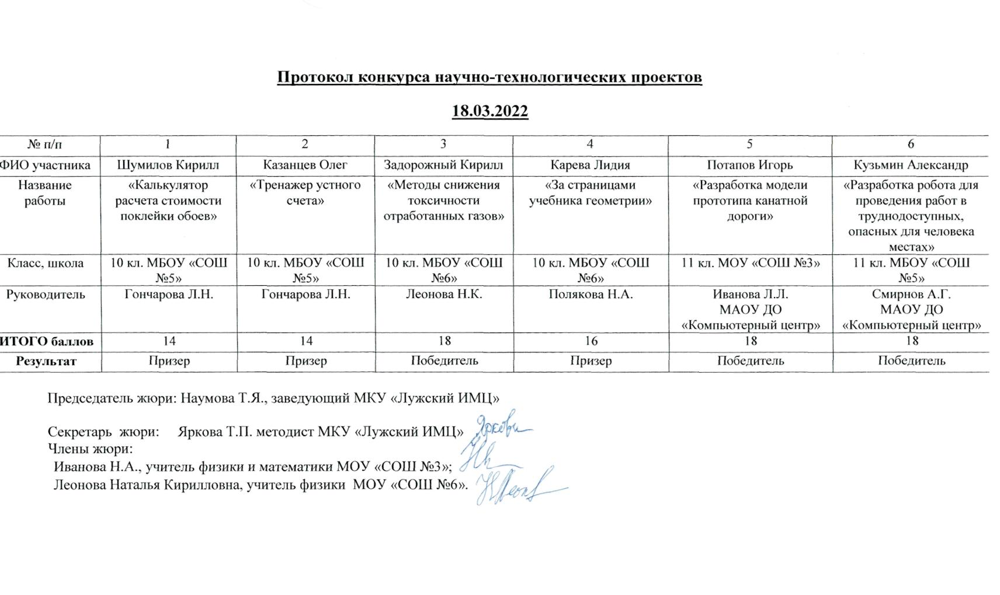 Протокол конкурса научно-технологических проектов
18.03.2022
№ п/п 1 2 3 4 5 6
ФИО участника Шумилов Кирилл Казанцев Олег Задорожный Кирилл Карева Лидия Потапов Игорь Кузьмин Александр
Название «Калькулятор «Тренажер устного «Методы снижения «За страницами «Разработка модели «Разработка робота для
работы расчета стоимости счета» токсичности учебника геометрии» прототипа канатной проведения работ в
поклейки обоев» отработанных газов» дороги» труднодоступных,
опасных для человека
местах»
Класс, школа 10 кл. МБОУ «СОШ 10 кл. МБОУ «СОШ 10 кл. МБОУ «СОШ 10 кл. МБОУ «СОШ 11 кл. МОУ «СОШ №3» 11 кл. МБОУ «СОШ
№5» №5» №6» №6» №5»
Руководитель Гончарова Л.Н. Гончарова Л.Н. Леонова Н.К. Полякова Н.А. Иванова Л.Л. Смирнов А.Г.
МАОУ ДО МАОУ ДО
«Компьютерный центр» «Компьютерный центр»
ИТОГО баллов 14 14 18 16 18 18
Результат Призер Призер Победитель Призер Победитель Победитель
Председатель жюри: Наумова Т.Я., заведующий МКУ «Лужский ИМЦ»
Секретарь жюри: Яркова Т.П. методист МКУ «Лужский ИМЦ»
Члены жюри:
Иванова Н.А., учитель физики и математики МОУ «СОШ №3»;
Леонова Наталья Кирилловна, учитель физики МОУ «СОШ №6».